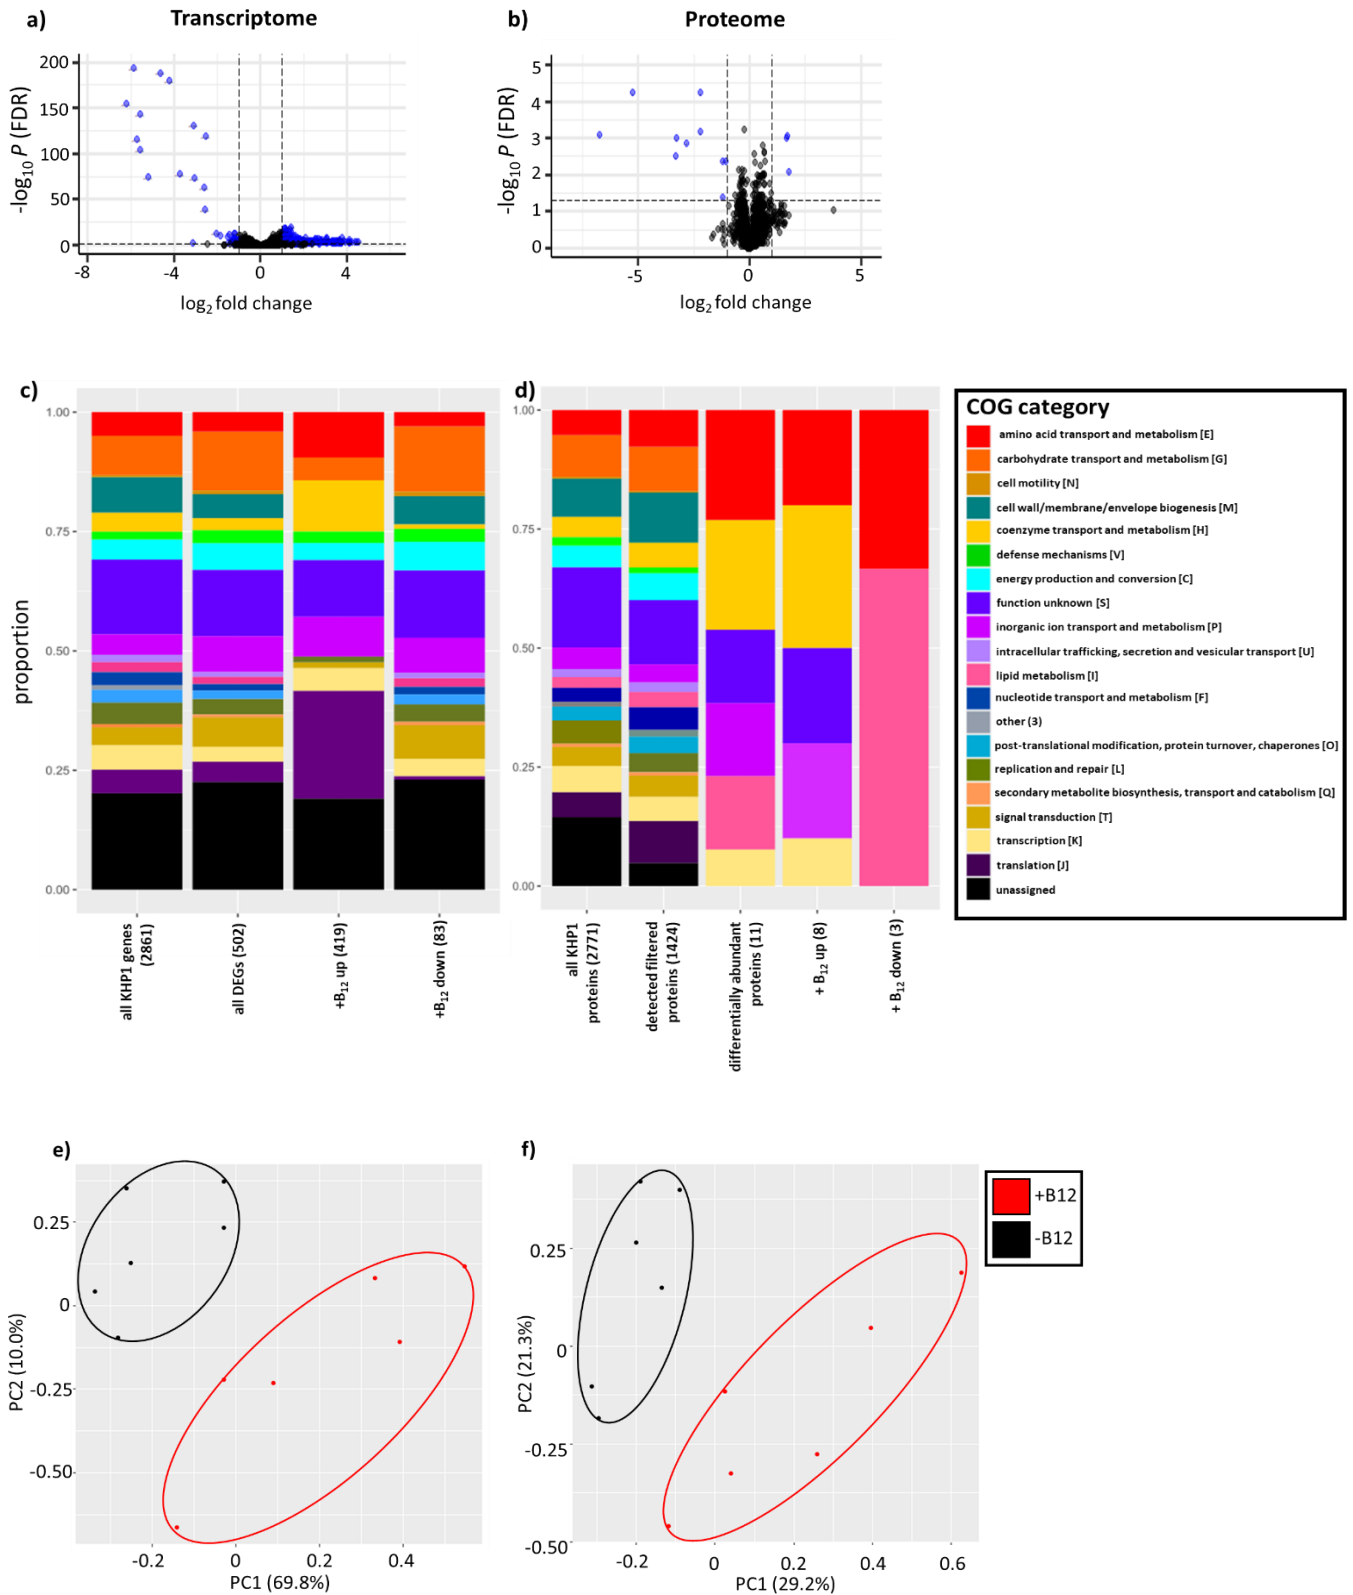 a)
Transcriptome
200
150
100
50
0
-log10 P (FDR)
-8
-4
0
4
log2 fold change
b)
Proteome
5
4
3
2
1
0
-log10 P (FDR)
-5
0
5
log2 fold change
c)
1.00
0.75
0.50
0.25
0.00
proportion
all KHP1 genes
(2861)
all DEGs (502)
+B12 up (419)
+B12 down (83)
d)
1.00
0.75
0.50
0.25
0.00
all KHP1
proteins (2771)
detected filtered
proteins (1424)
differentially abundant
proteins (11)
+ B12 up (8)
+ B12 down (3)
COG category
amino acid transport and metabolism [E]
carbohydrate transport and metabolism [G]
cell motility [N]
cell wall/membrane/envelope biogenesis [M]
coenzyme transport and metabolism [H]
defense mechanisms [V]
energy production and conversion [C]
function unknown [S]
inorganic ion transport and metabolism [P]
intracellular trafficking, secretion and vesicular transport [U]
lipid metabolism [I]
nucleotide transport and metabolism [F]
other (3)
post-translational modification, protein turnover, chaperones [O]
replication and repair [L]
secondary metabolite biosynthesis, transport and catabolism [Q]
signal transduction [T]
transcription [K]
translation [J]
unassigned
e)
0.25
0
-0.25
-0.50
PC2 (10.0%)
-0.2
0
0.2
0.4
PC1 (69.8%)
f)
0.25
0
-0.25
-0.50
PC2 (21.3%)
-0.2
0
0.2
0.4
0.6
PC1 (29.2%)
+B12
-B12